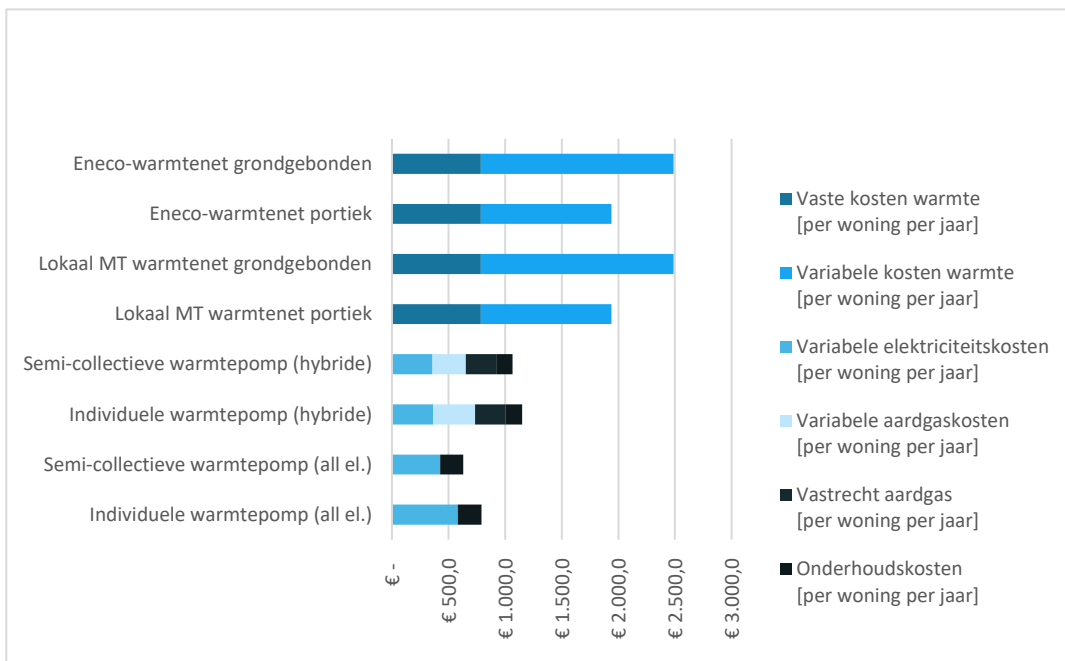 Eneco-warmtenet grondgebonden
Eneco-warmtenet portiek
Lokaal MT warmtenet grondgebonden
Lokaal MT warmtenet portiek
Semi-collectieve warmtepomp (hybride)
Individuele warmtepomp (hybride)
Semi-collectieve warmtepomp (all el.)
Individuele warmtepomp (all el.)
€ -
€ 500,0
€ 1.000,0
€ 1.500,0
€ 2.000,0
€ 2.500,0
€ 3.000,0
Vaste kosten warmte
[per woning per jaar]
Variabele kosten warmte
[per woning per jaar]
Variabele elektriciteitskosten
[per woning per jaar]
Variabele aardgaskosten
[per woning per jaar]
Vastrecht aardgas
[per woning per jaar]
Onderhoudskosten
[per woning per jaar]